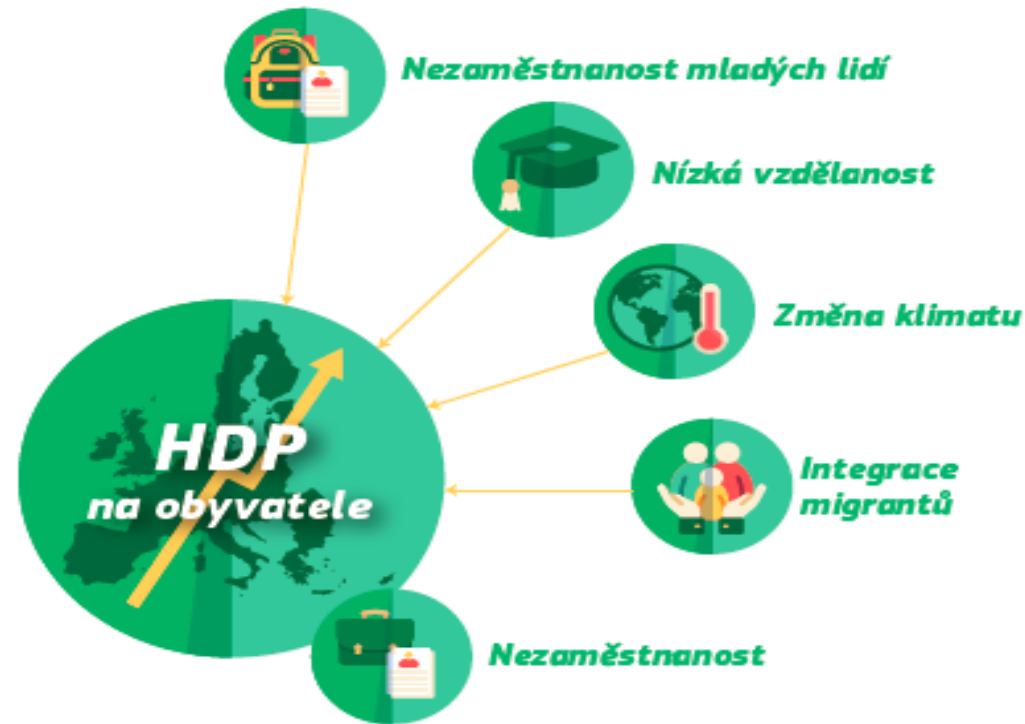 Nezaměstnanost mladých lidí
Nízká vzdělanost
Změna klimatu
HDP
na obyvatele
Integrace
migrantů
Nezaměstnanost